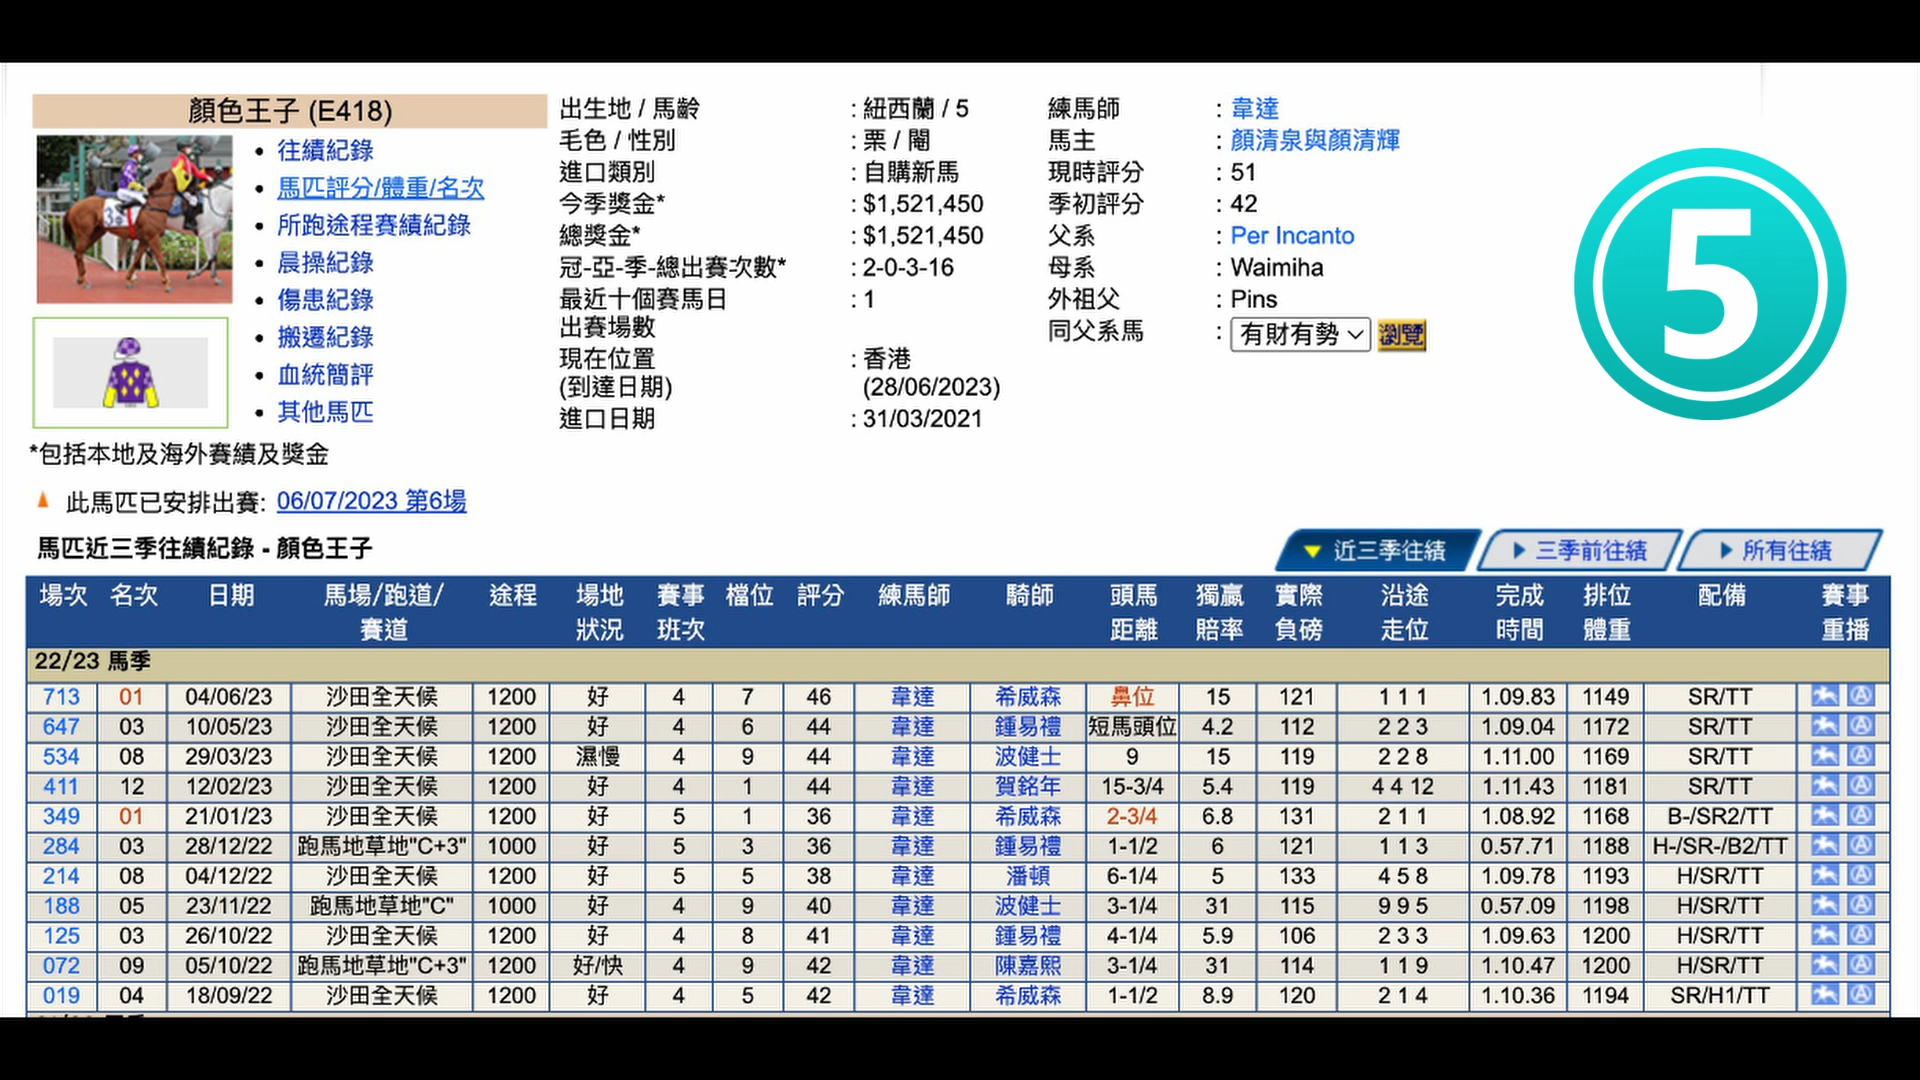 顏色王子 (E418)
往績紀錄
馬匹評分/體重/名次
所跑途程賽績紀錄
晨操紀錄
傷患紀錄
搬遷紀錄
血統簡評
其他馬匹
*包括本地及海外賽績及獎金
出生地 / 馬齡 : 紐西蘭 / 5
毛色 / 性別 : 栗 / 閹
進口類別 : 自購新馬
今季獎金* : $1,521,450
總獎金* : $1,521,450
冠-亞-季-總出賽次數* : 2-0-3-16
最近十個賽馬日 : 1
出賽場數
現在位置 : 香港
(到達日期) (28/06/2023)
進口日期 : 31/03/2021
練馬師 : 韋達
馬主 : 顏清泉與顏清輝
現時評分 : 51
季初評分 : 42
父系 : Per Incanto
母系 : Waimiha
外祖父 : Pins
同父系馬 : 有財有勢 瀏覽
5
此馬匹已安排出賽: 06/07/2023 第6場
馬匹近三季往績紀錄 - 顏色王子
近三季往績 三季前往績 所有往績
場次 名次 日期 馬場/跑道/賽道 途程 場地狀況 賽事班次 檔位 評分 練馬師 騎師 頭馬距離 獨贏賠率 實際負磅 沿途走位 完成時間 排位體重 配備 賽事重播
22/23 馬季
713 01 04/06/23 沙田全天候 1200 好 4 7 46 韋達 希威森 鼻位 15 121 1 1 1 1.09.83 1149 SR/TT
647 03 10/05/23 沙田全天候 1200 好 4 6 44 韋達 鍾易禮 短馬頭位 4.2 112 2 2 3 1.09.04 1172 SR/TT
534 08 29/03/23 沙田全天候 1200 濕慢 4 9 44 韋達 波健士 9 15 119 2 2 8 1.11.00 1169 SR/TT
411 12 12/02/23 沙田全天候 1200 好 4 1 44 韋達 賀銘年 15-3/4 5.4 119 4 4 12 1.11.43 1181 SR/TT
349 01 21/01/23 沙田全天候 1200 好 5 1 36 韋達 希威森 2-3/4 6.8 131 2 1 1 1.08.92 1168 B-/SR2/TT
284 03 28/12/22 跑馬地草地"C+3" 1000 好 5 3 36 韋達 鍾易禮 1-1/2 6 121 1 1 3 0.57.71 1188 H-/SR-/B2/TT
214 08 04/12/22 沙田全天候 1200 好 5 5 38 韋達 潘頓 6-1/4 5 133 4 5 8 1.09.78 1193 H/SR/TT
188 05 23/11/22 跑馬地草地"C" 1000 好 4 9 40 韋達 波健士 3-1/4 31 115 9 9 5 0.57.09 1198 H/SR/TT
125 03 26/10/22 沙田全天候 1200 好 4 8 41 韋達 鍾易禮 4-1/4 5.9 106 2 3 3 1.09.63 1200 H/SR/TT
072 09 05/10/22 跑馬地草地"C+3" 1200 好/快 4 9 42 韋達 陳嘉熙 3-1/4 31 114 1 1 9 1.10.47 1200 H/SR/TT
019 04 18/09/22 沙田全天候 1200 好 4 5 42 韋達 希威森 1-1/2 8.9 120 2 1 4 1.10.36 1194 SR/H1/TT